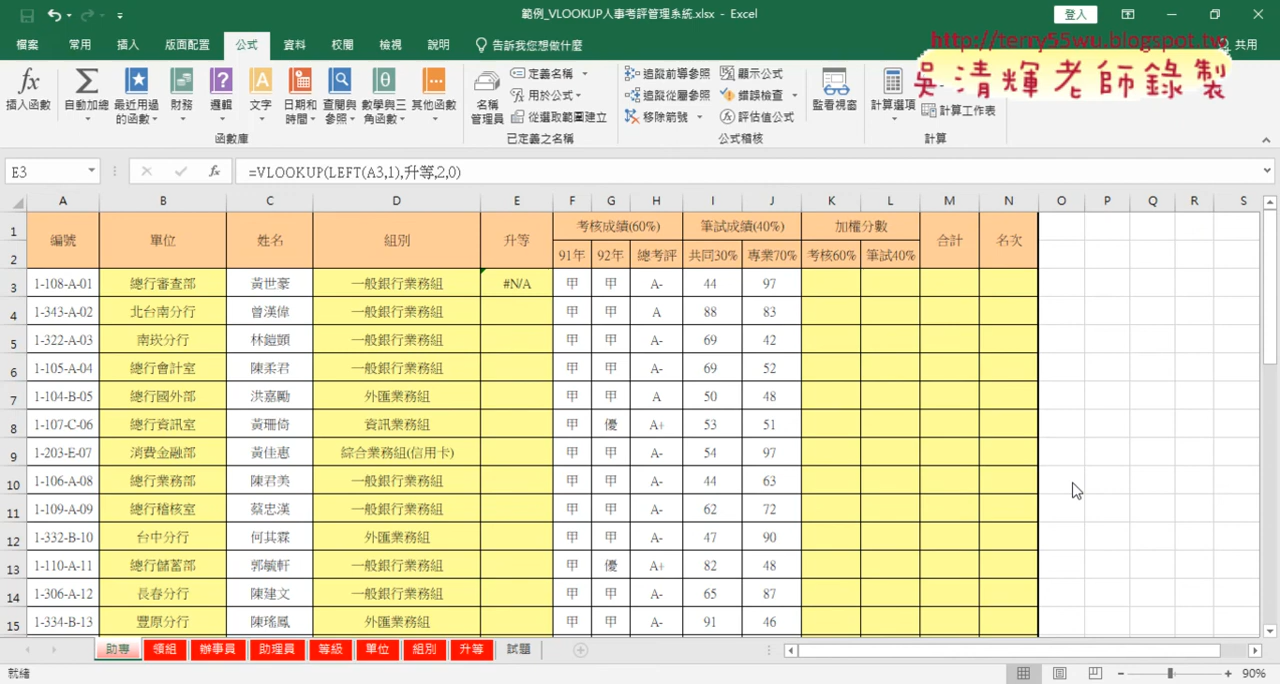 範例_VLOOKUP人事考評管理系統.xlsx - Excel
登入
檔案 常用 插入 版面配置 公式 資料 校閱 檢視 說明 告訴我您想做什麼 共用
http://terry55wu.blogspot.tw
吳清輝老師錄製
插入函數 自動加總 最近用過的函數 財務 邏輯 文字 日期和時間 查閱與參照 數學與三角函數 其他函數
函數庫
名稱管理員 定義名稱 用於公式 從選取範圍建立
已定義之名稱
追蹤前導參照 追蹤從屬參照 移除箭號 顯示公式 錯誤檢查 評估值公式
公式稽核
監看視窗
計算選項 計算工作表
計算
E3 fx =VLOOKUP(LEFT(A3,1),升等,2,0)
A B C D E F G H I J K L M N O P Q R S
1 編號 單位 姓名 組別 升等 考核成績(60%) 筆試成績(40%) 加權分數 合計 名次
2 91年 92年 總考評 共同30% 專業70% 考核60% 筆試40%
3 1-108-A-01 總行審查部 黃世豪 一般銀行業務組 #N/A 甲 甲 A- 44 97
4 1-343-A-02 北台南分行 曾漢偉 一般銀行業務組 甲 甲 A 88 83
5 1-322-A-03 南崁分行 林鎧顗 一般銀行業務組 甲 甲 A- 69 42
6 1-105-A-04 總行會計室 陳柔君 一般銀行業務組 甲 甲 A- 69 52
7 1-104-B-05 總行國外部 洪嘉勵 外匯業務組 甲 甲 A 50 48
8 1-107-C-06 總行資訊室 黃珊倚 資訊業務組 甲 優 A+ 53 51
9 1-203-E-07 消費金融部 黃佳惠 綜合業務組(信用卡) 甲 甲 A- 54 97
10 1-106-A-08 總行業務部 陳君美 一般銀行業務組 甲 甲 A- 44 63
11 1-109-A-09 總行稽核室 蔡忠漢 一般銀行業務組 甲 甲 A- 62 72
12 1-332-B-10 台中分行 何其霖 外匯業務組 甲 甲 A- 47 90
13 1-110-A-11 總行儲蓄部 郭毓軒 一般銀行業務組 甲 優 A+ 82 48
14 1-306-A-12 長春分行 陳建文 一般銀行業務組 甲 甲 A- 65 87
15 1-334-B-13 豐原分行 陳瑤鳳 外匯業務組 甲 甲 A- 91 46
助專 領組 辦事員 助理員 等級 單位 組別 升等 試題
就緒 90%